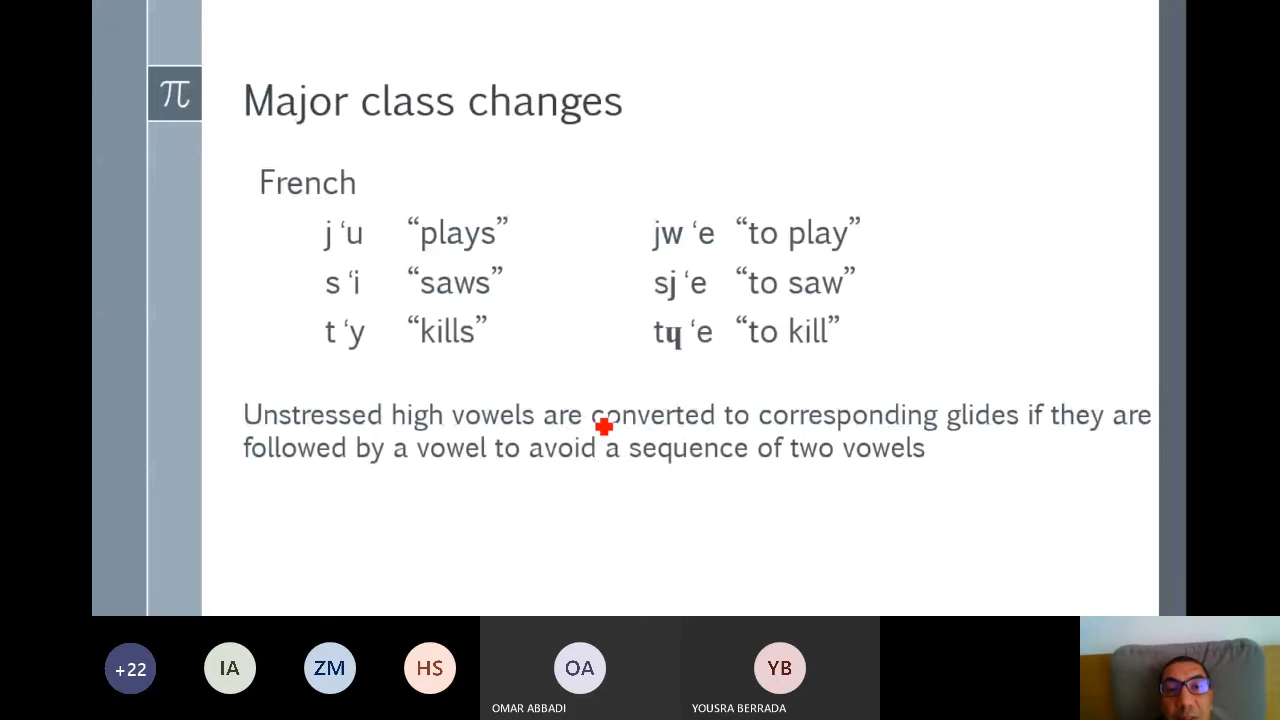 π
Major class changes
French
j ‘u “plays” jw ‘e “to play”
s ‘i “saws” sj ‘e “to saw”
t ‘y “kills” tɥ ‘e “to kill”
Unstressed high vowels are converted to corresponding glides if they are
followed by a vowel to avoid a sequence of two vowels
+22 IA ZM HS OA YB
OMAR ABBADI YOUSRA BERRADA